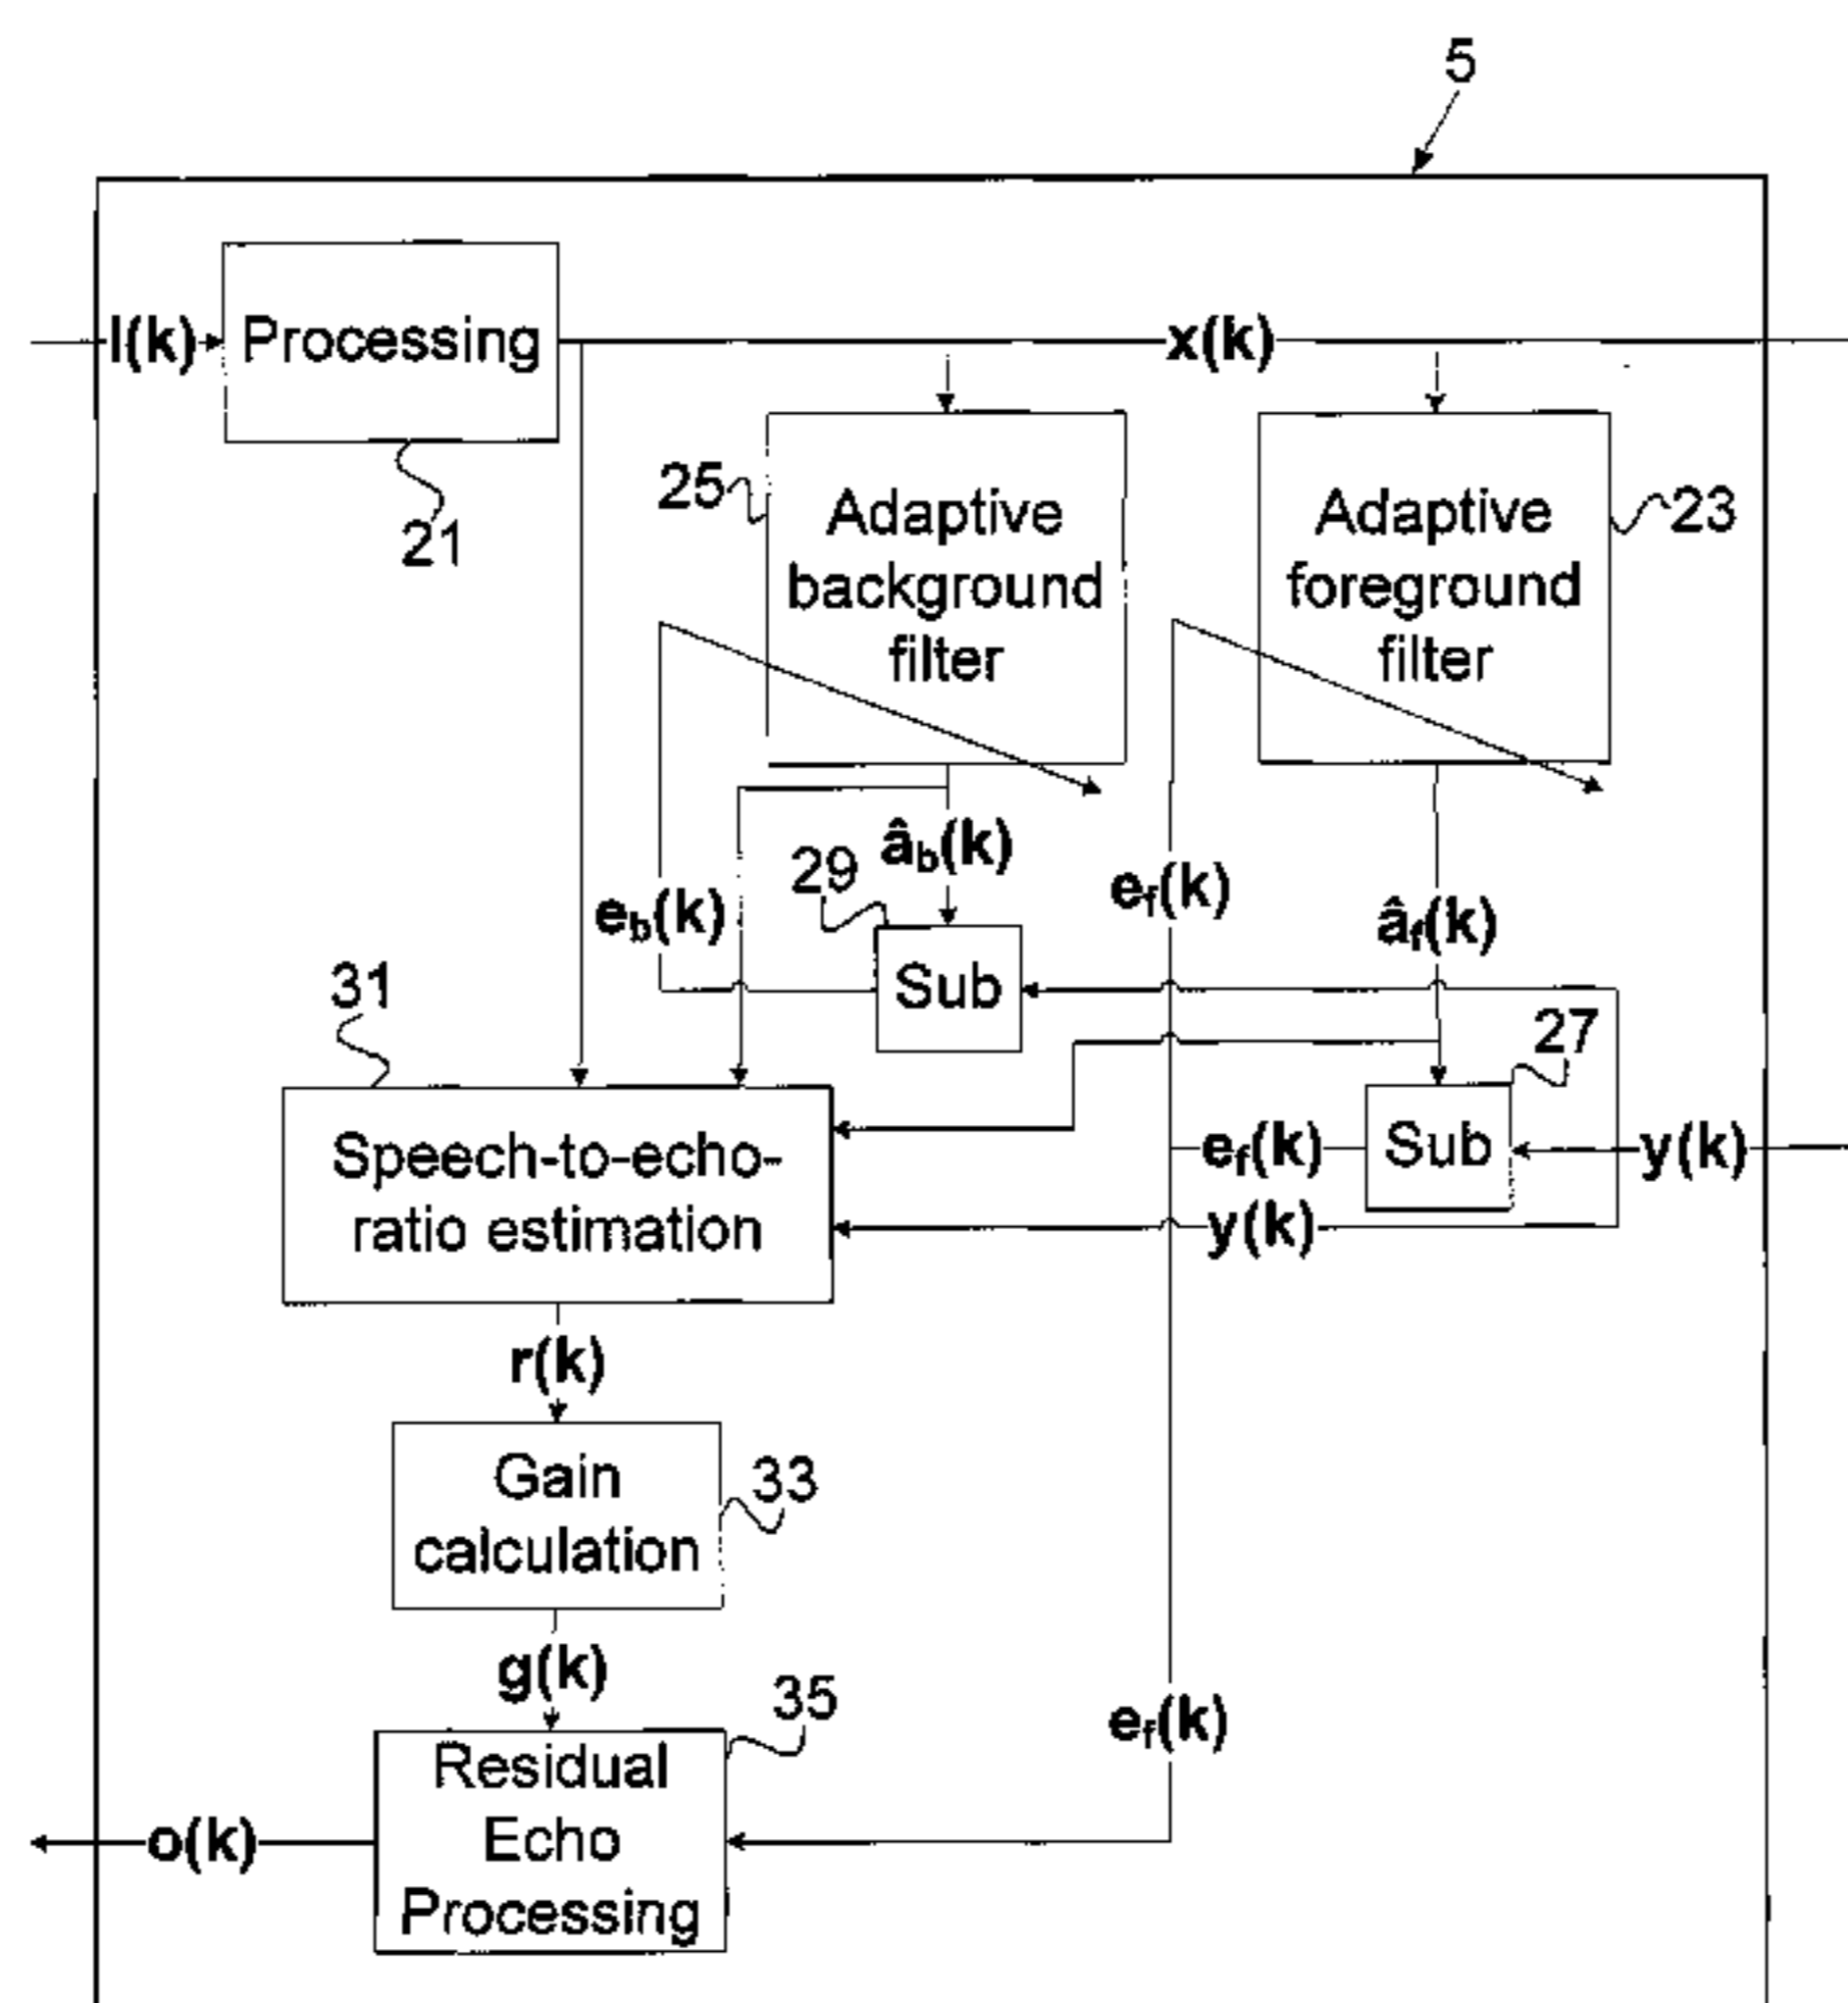 5
l(k)
Processing
x(k)
21
25
Adaptive
background
filter
Adaptive
foreground
filter
23
âb(k)
29
eb(k)
ef(k)
âf(k)
Sub
31
27
Speech-to-echo-
ratio estimation
ef(k)
Sub
y(k)
y(k)
r(k)
Gain
calculation
33
g(k)
35
ef(k)
Residual
Echo
Processing
o(k)